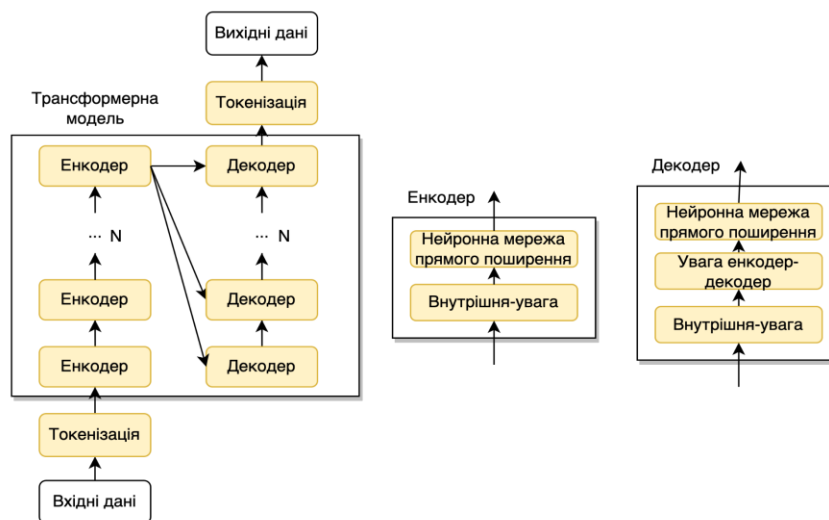 Вихідні дані
Токенізація
Трансформерна
модель
Енкодер
Декодер
... N
... N
Енкодер
Декодер
Енкодер
Декодер
Токенізація
Вхідні дані
Енкодер
Нейронна мережа
прямого поширення
Внутрішня-увага
Декодер
Нейронна мережа
прямого поширення
Увага енкодер-
декодер
Внутрішня-увага